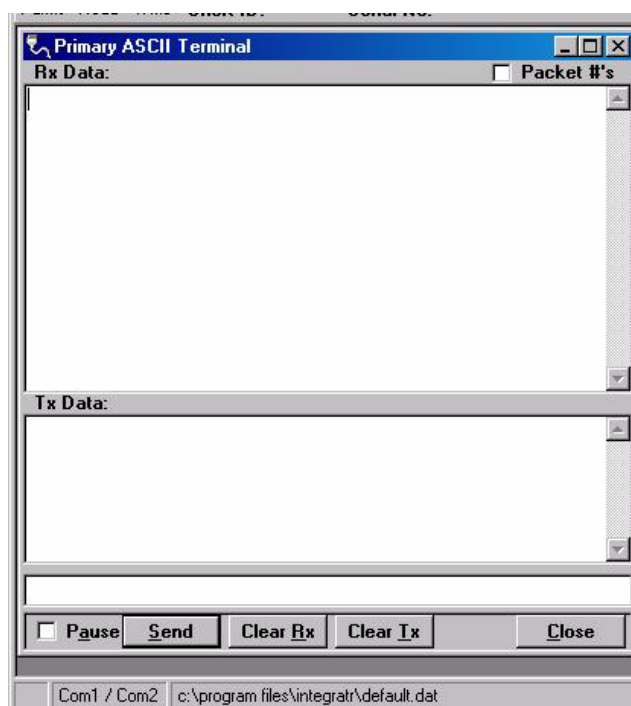 Primary ASCII Terminal
Rx Data: Packet #'s
Tx Data:
Pause Send Clear Rx Clear Tx Close
Com1 / Com2 c:\program files\integratr\default.dat